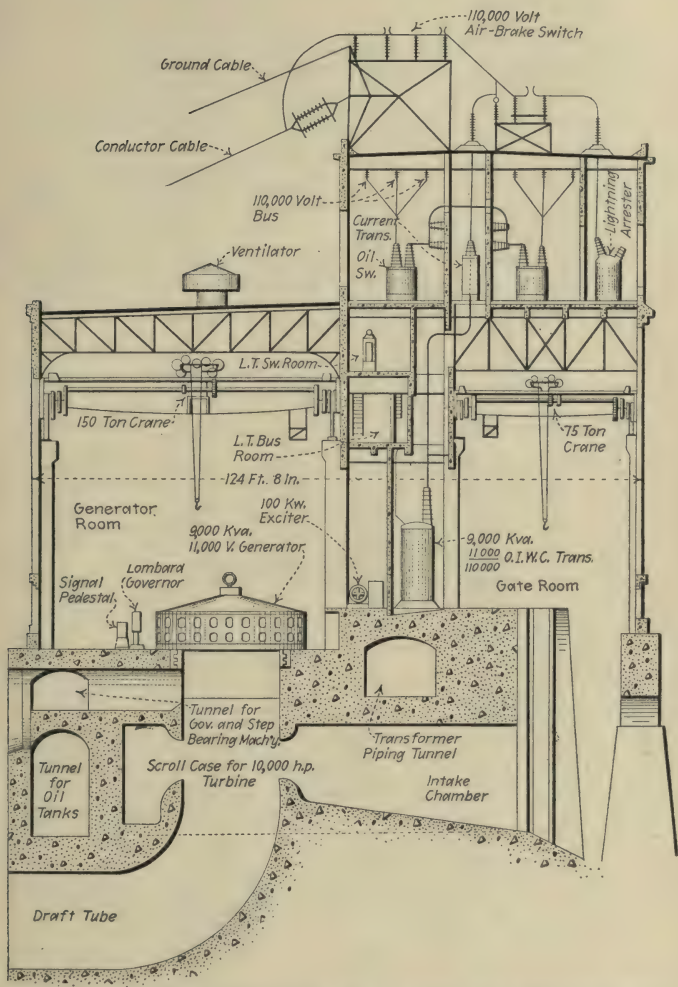 110,000 Volt
Air-Brake Switch
Ground Cable
Conductor Cable
110,000 Volt
Bus
Current
Trans.
Oil
Sw.
Lightning
Arrester
Ventilator
L.T. Sw. Room
150 Ton Crane
L.T. Bus
Room
75 Ton
Crane
124 Ft. 8 In.
Generator
Room
100 Kw.
Exciter
9,000 Kva.
11,000 V. Generator
9,000 Kva.
11 000
110 000
O.I.W.C. Trans.
Gate Room
Signal
Pedestal
Lombard
Governor
Tunnel for
Gov. and Step
Bearing Mach'y.
Transformer
Piping Tunnel
Scroll Case for 10,000 h.p.
Turbine
Tunnel
for
Oil
Tanks
Intake
Chamber
Draft Tube